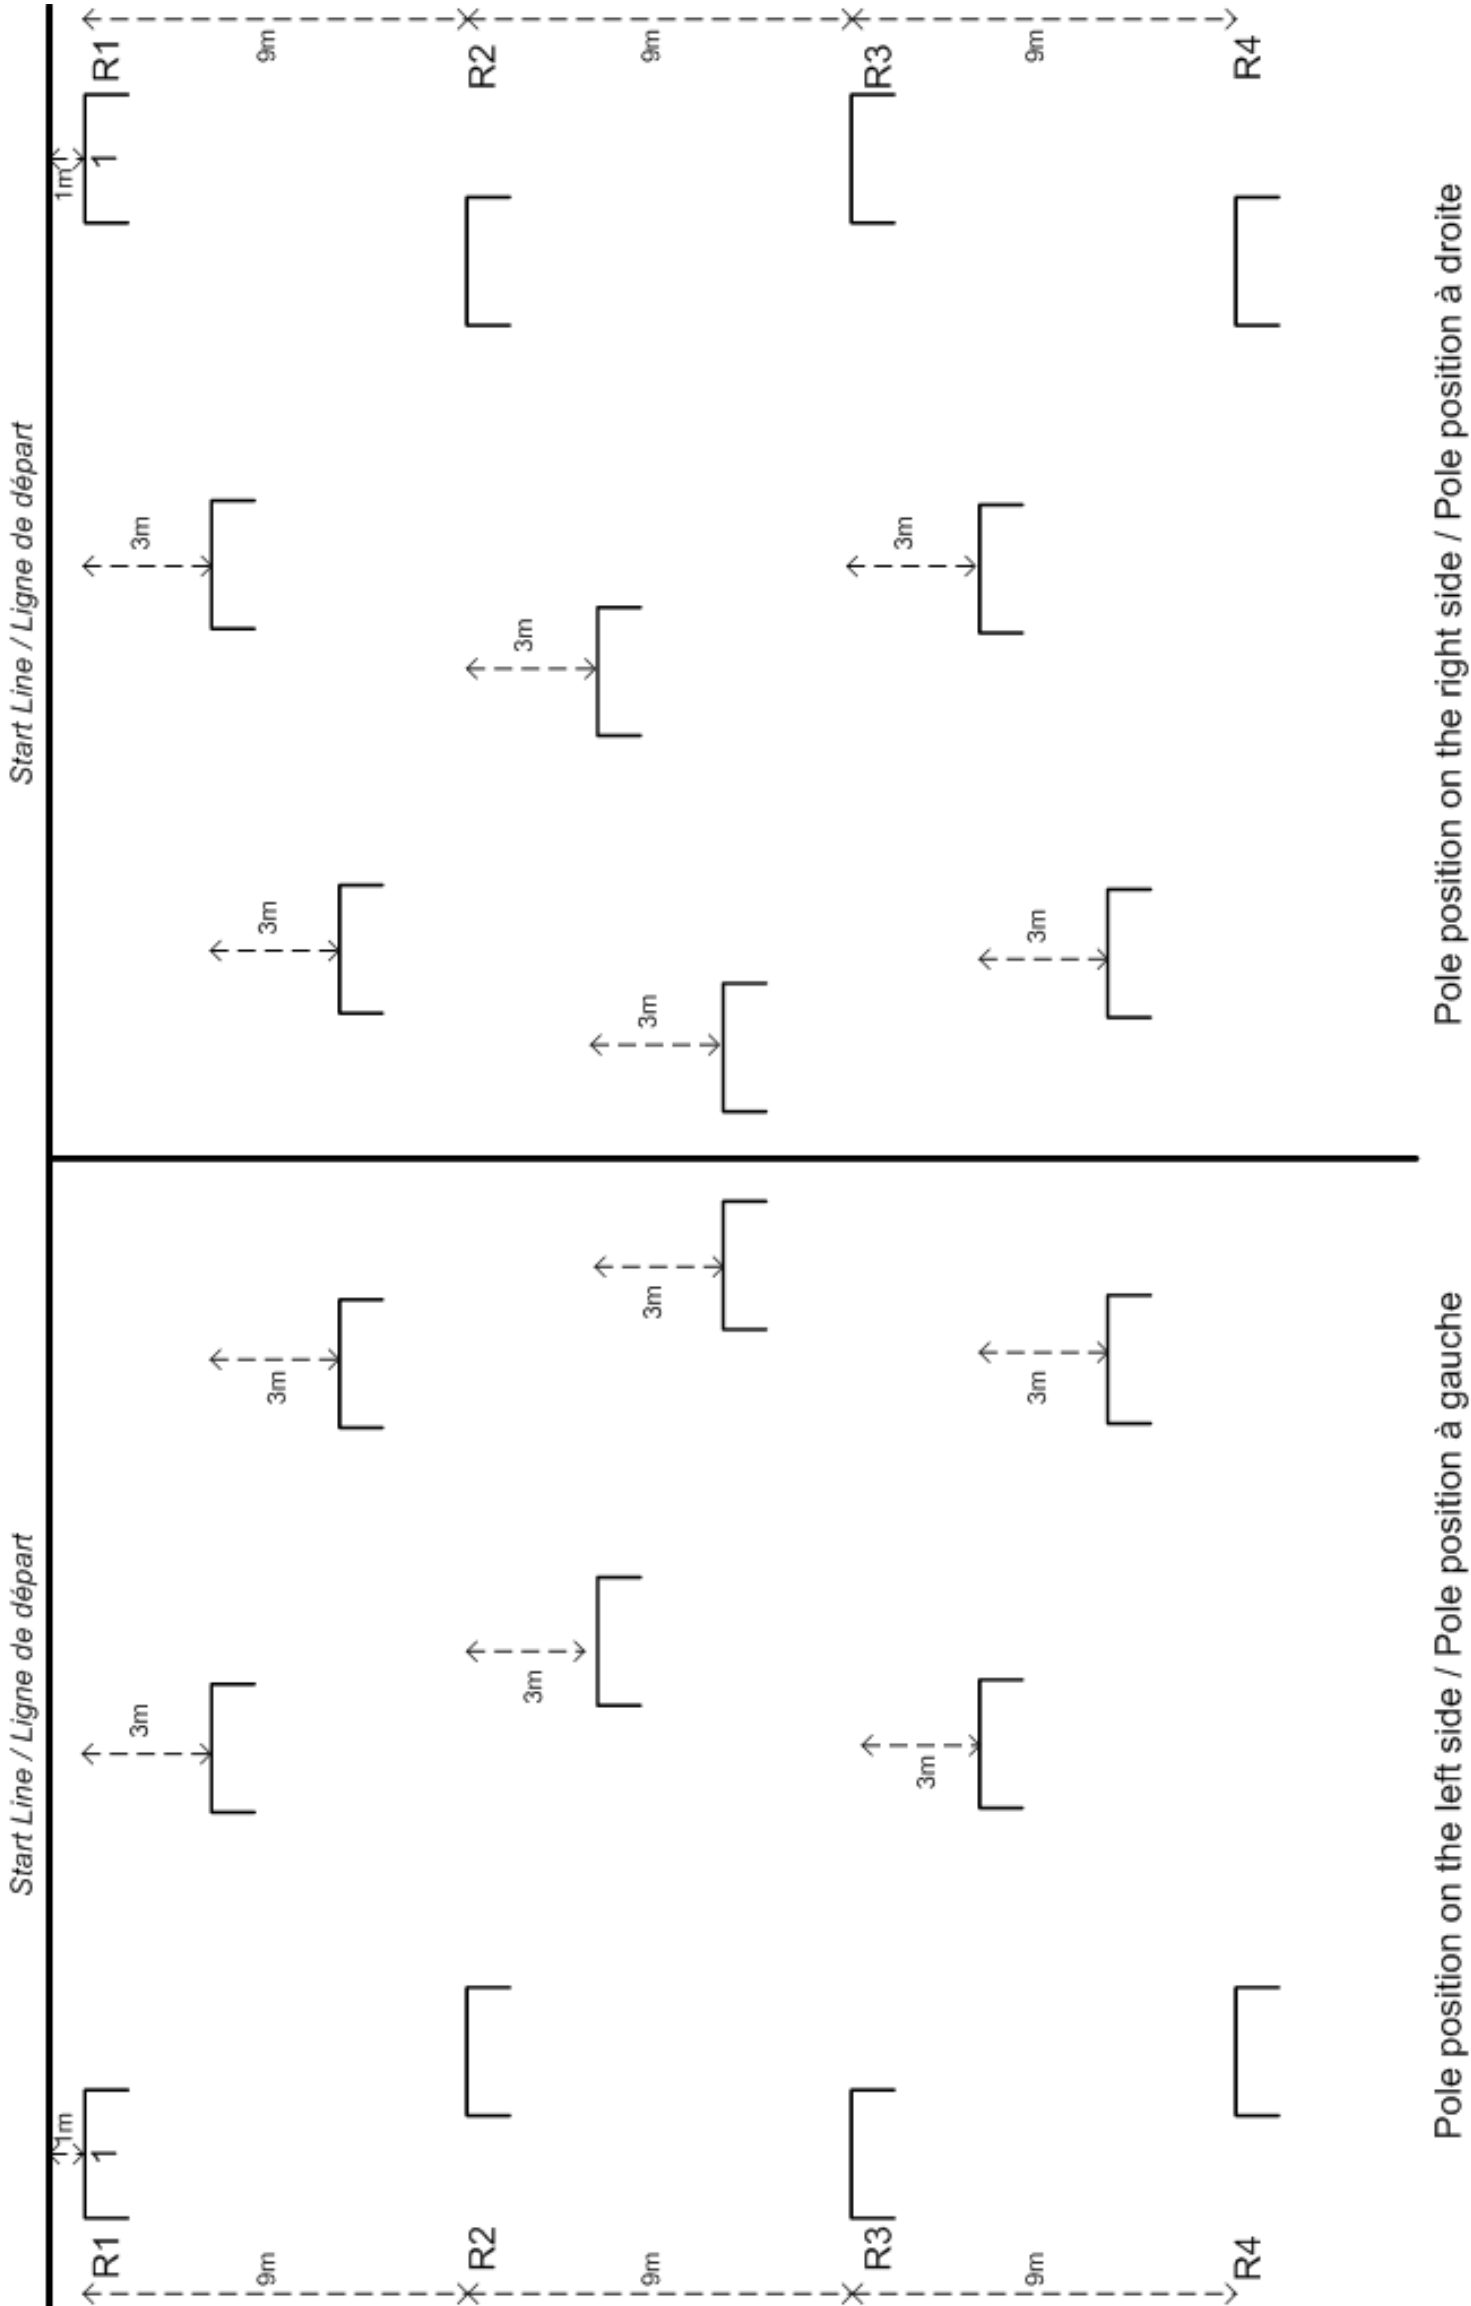 Start Line / Ligne de départ
1m
R1
1
3m
9m
3m
R2
3m
9m
3m
R3
3m
9m
3m
R4
Pole position on the left side / Pole position à gauche
Start Line / Ligne de départ
1m
1
R1
3m
3m
9m
R2
3m
3m
9m
R3
3m
3m
9m
R4
Pole position on the right side / Pole position à droite